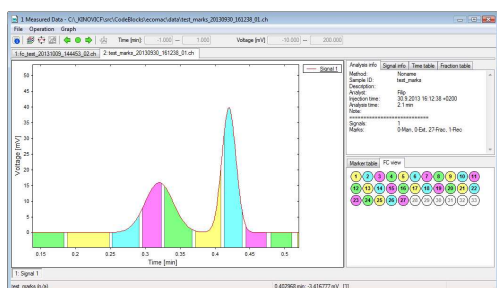 1 Measured Data - C:\_KINOVICF\src\CodeBlocks\ecomac\data\test_marks_20130930_161238_01.ch
File Operation Graph
Time [min]: -1.000 -- 1.000 Voltage [mV] -10.000 -- 200.000
1: fc_test_20131009_144453_02.ch 2: test_marks_20130930_161238_01.ch
Signal 1
Voltage [mV]
50
45
40
35
30
25
20
15
10
5
0
-5
0.15 0.2 0.25 0.3 0.35 0.4 0.45 0.5
Time [min]
Analysis info Signal info Time table Fraction table
Method: Noname
Sample ID: test_marks
Description:
Analyst: Filip
Injection time: 30.9.2013 16:12:38 +0200
Analysis time: 2.1 min
Note:
Signals: 1
Marks: 0-Man, 0-Ext, 27-Frac, 1-Rec
Marker table FC view
1 2 3 4 5 6 7 8 9 10 11
12 13 14 15 16 17 18 19 20 21 22
23 24 25 26 27 28 29 30 31 32 33
1: Signal 1
test_marks (n/a) 0.402968 min; -3.416777 mV [1]